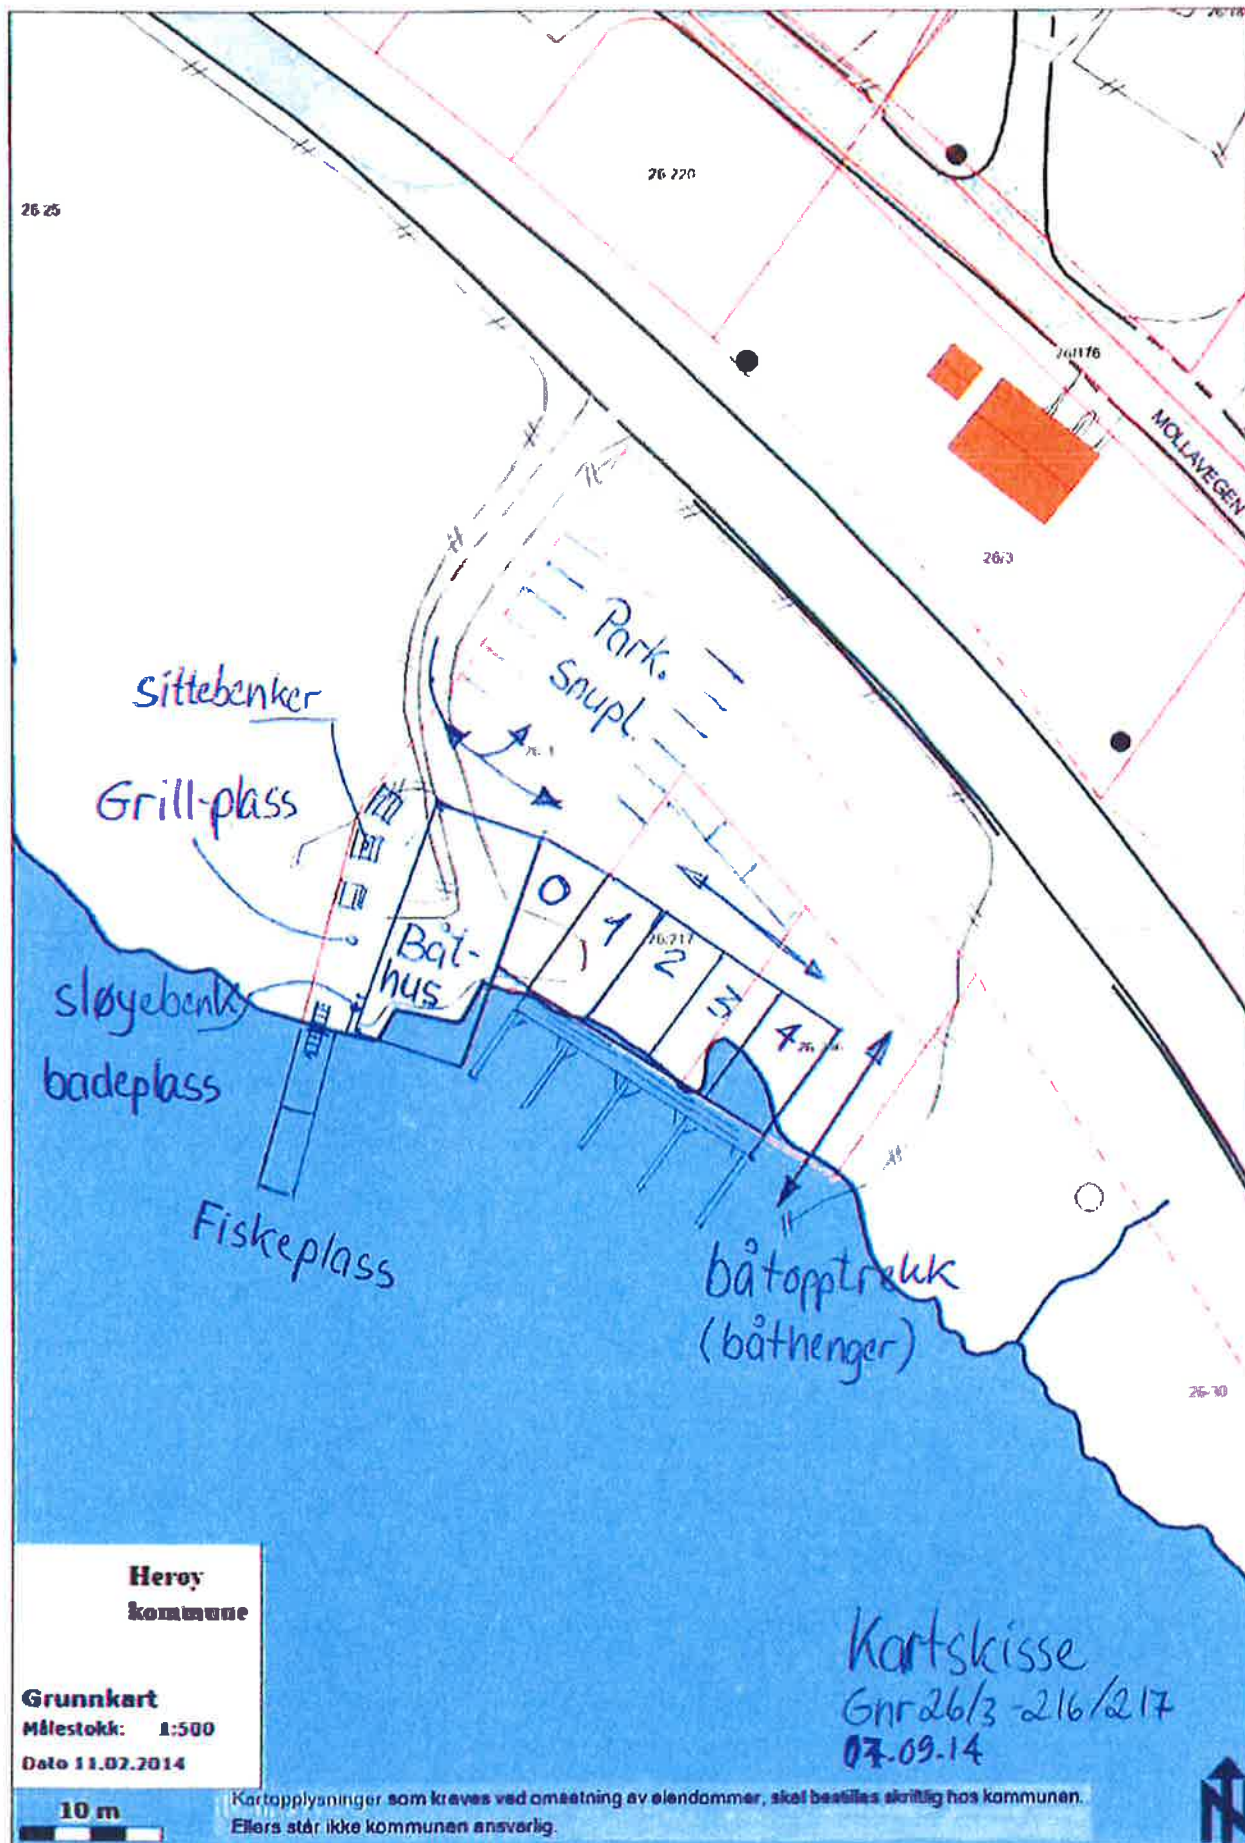 26 220
26 25
26/176
MOLLAVEGEN
26/3
Park.
Snupl.
Sittebenker
Grill-plass
0
1
2
3
4
26/217
Båt-
hus
sløyebenk
badeplass
Fiskeplass
båtopptrekk
(båthenger)
26-30
Herøy
kommune
Grunnkart
Målestokk: 1:500
Dato 11.02.2014
Kartskisse
Gnr 26/3 -216/217
07.09.14
10 m
Kartopplysninger som kreves ved omsetning av eiendommer, skal bestilles skriftlig hos kommunen.
Ellers står ikke kommunen ansvarlig.
N